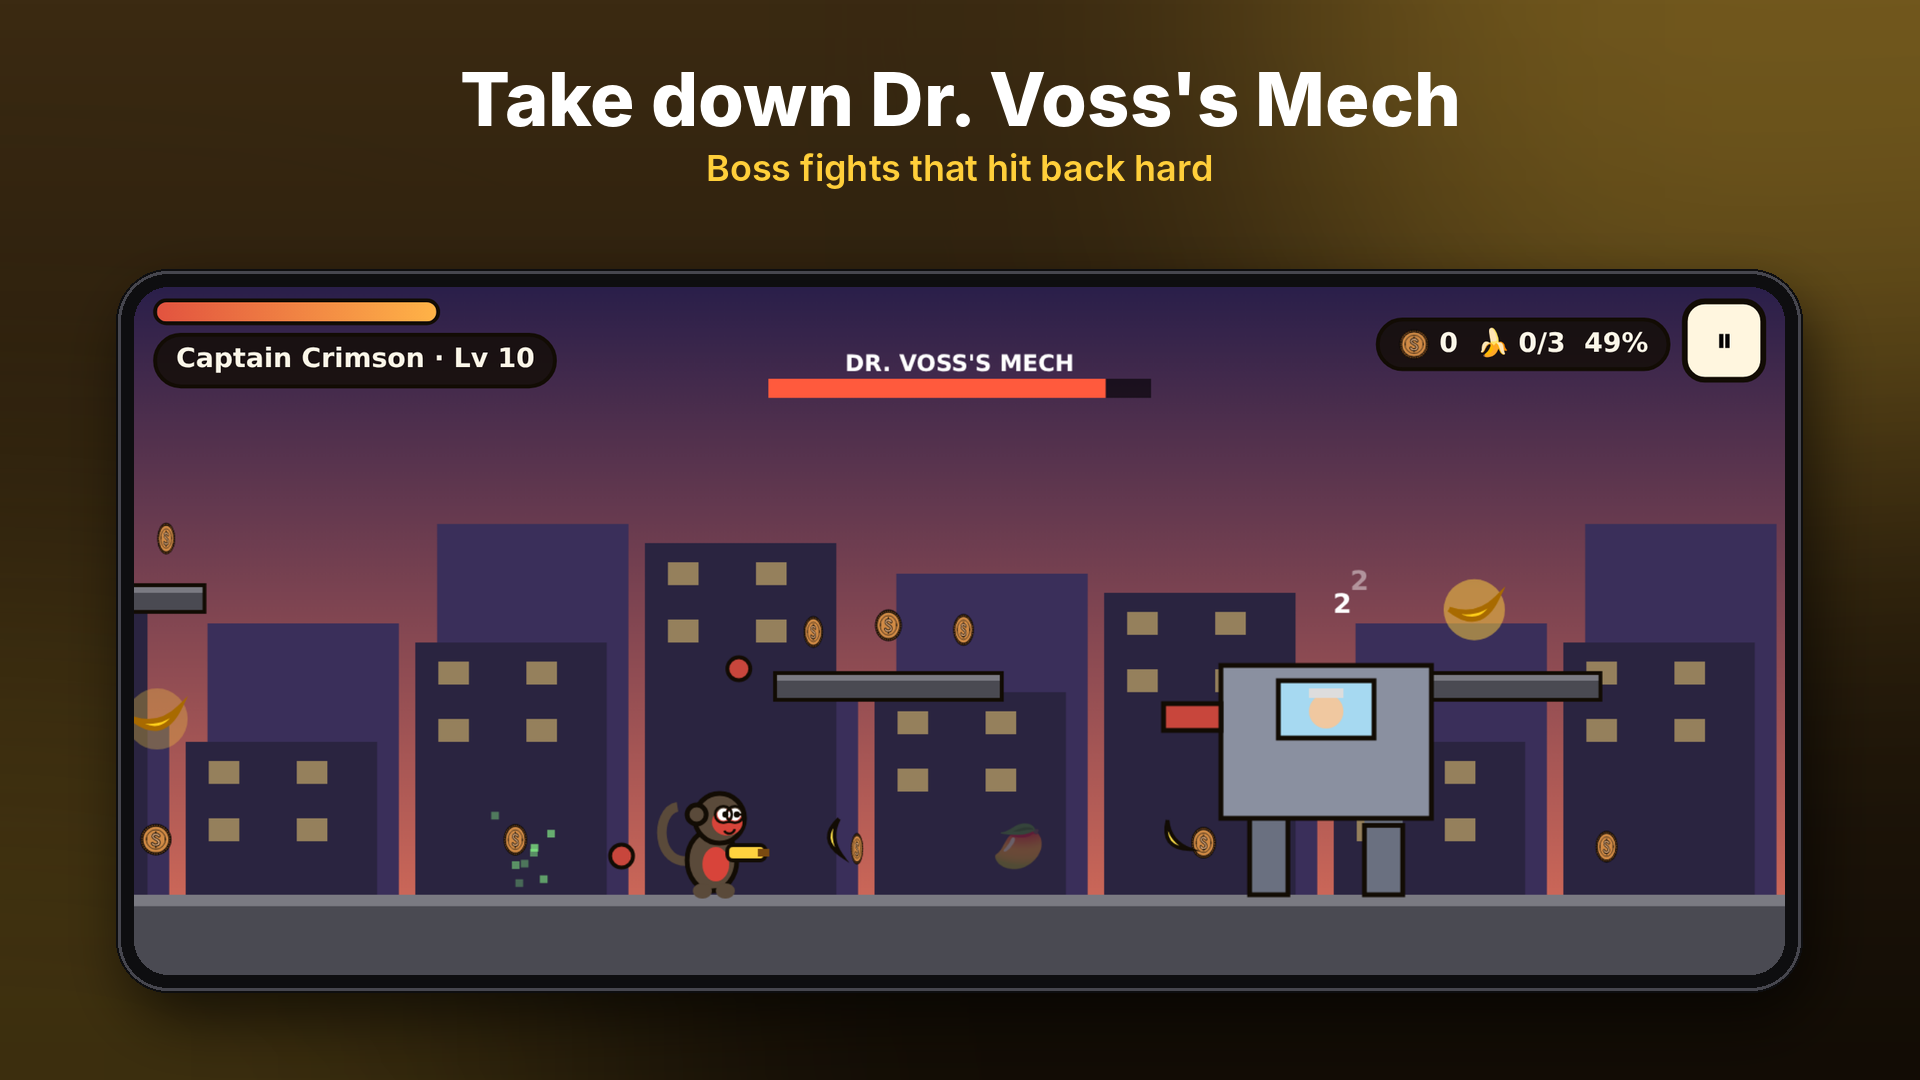 Take down Dr. Voss's Mech
Boss fights that hit back hard
Captain Crimson · Lv 10
DR. VOSS'S MECH
0 0/3 49%
2
2